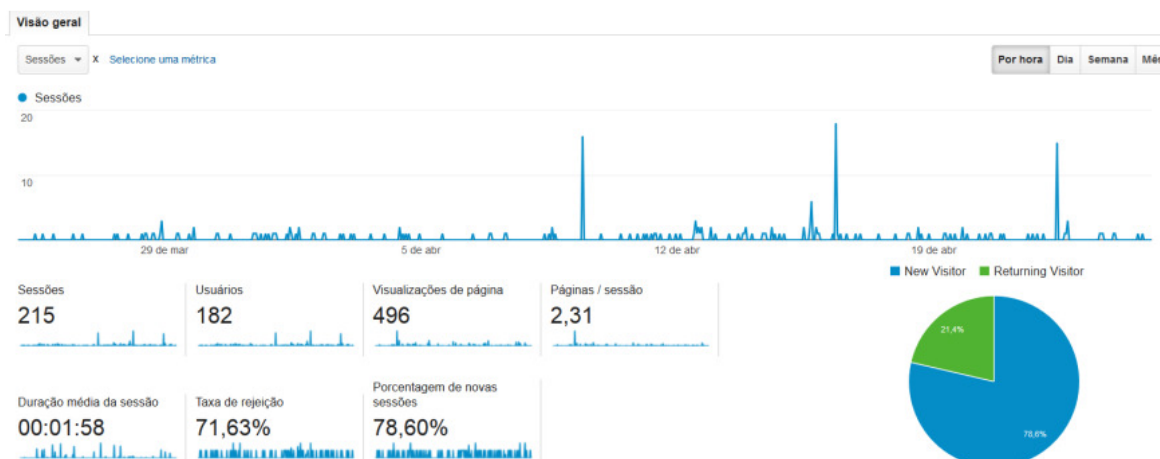 Visão geral
Sessões x Selecione uma métrica
Por hora Dia Semana Mês
Sessões
20
10
29 de mar 5 de abr 12 de abr 19 de abr
New Visitor Returning Visitor
Sessões Usuários Visualizações de página Páginas / sessão
215 182 496 2,31
21,4%
78,6%
Duração média da sessão Taxa de rejeição Porcentagem de novas
sessões
00:01:58 71,63% 78,60%